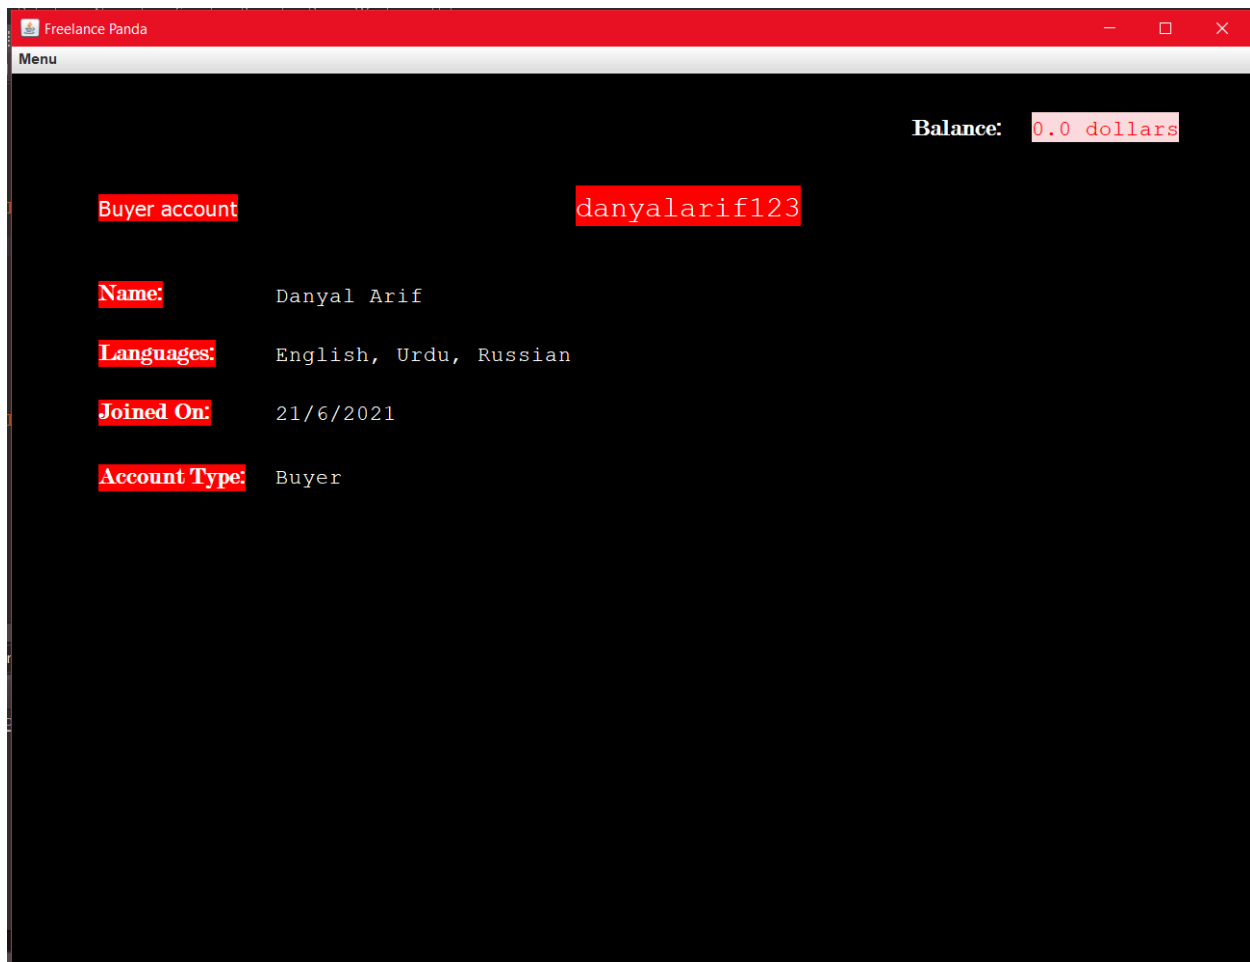 Freelance Panda
Menu
Balance: 0.0 dollars
Buyer account danyalarif123
Name: Danyal Arif
Languages: English, Urdu, Russian
Joined On: 21/6/2021
Account Type: Buyer